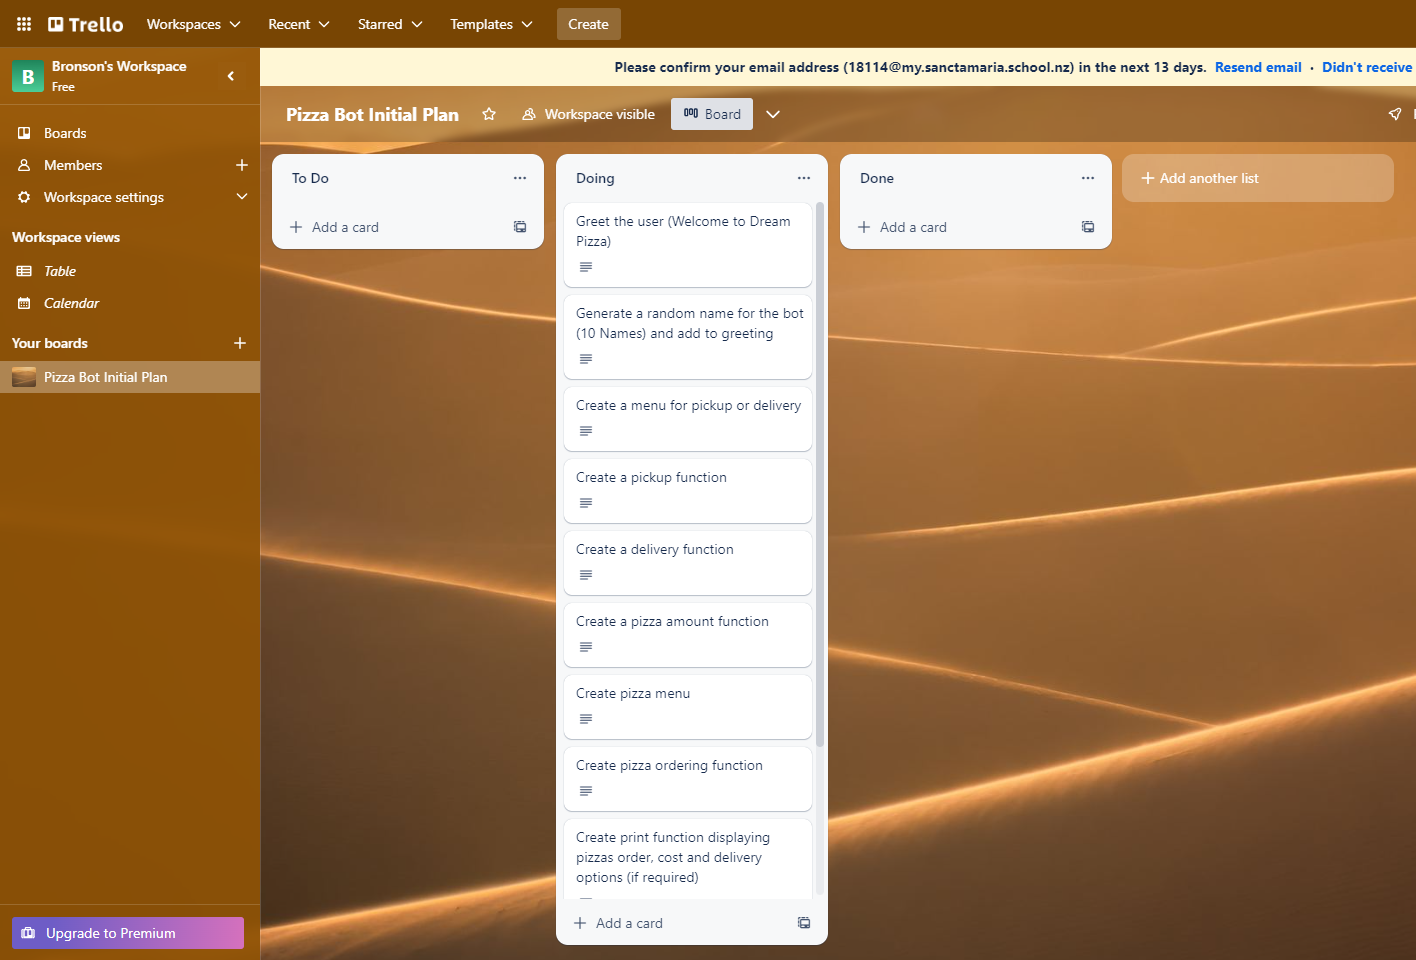 Trello
Workspaces
Recent
Starred
Templates
Create
B
Bronson's Workspace
Free
Please confirm your email address (18114@my.sanctamaria.school.nz) in the next 13 days. Resend email · Didn't receive
Pizza Bot Initial Plan
Workspace visible
Board
Boards
Members
Workspace settings
Workspace views
Table
Calendar
Your boards
Pizza Bot Initial Plan
Upgrade to Premium
To Do
Add a card
Doing
Greet the user (Welcome to Dream
Pizza)
Generate a random name for the bot
(10 Names) and add to greeting
Create a menu for pickup or delivery
Create a pickup function
Create a delivery function
Create a pizza amount function
Create pizza menu
Create pizza ordering function
Create print function displaying
pizzas order, cost and delivery
options (if required)
Add a card
Done
Add a card
Add another list